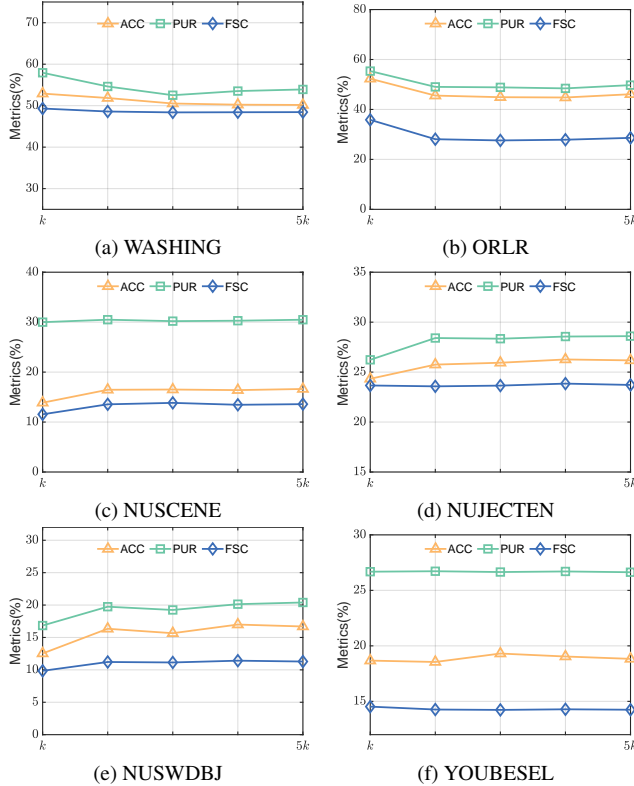 ACC PUR FSC
70
60
50
40
30
Metrics(%)
k 5k
(a) WASHING
ACC PUR FSC
80
60
40
20
0
Metrics(%)
k 5k
(b) ORLR
ACC PUR FSC
40
30
20
10
0
Metrics(%)
k 5k
(c) NUSCENE
ACC PUR FSC
35
30
25
20
15
Metrics(%)
k 5k
(d) NUJECTEN
ACC PUR FSC
30
25
20
15
10
5
0
Metrics(%)
k 5k
(e) NUSWDBJ
ACC PUR FSC
30
25
20
15
Metrics(%)
k 5k
(f) YOUBESEL